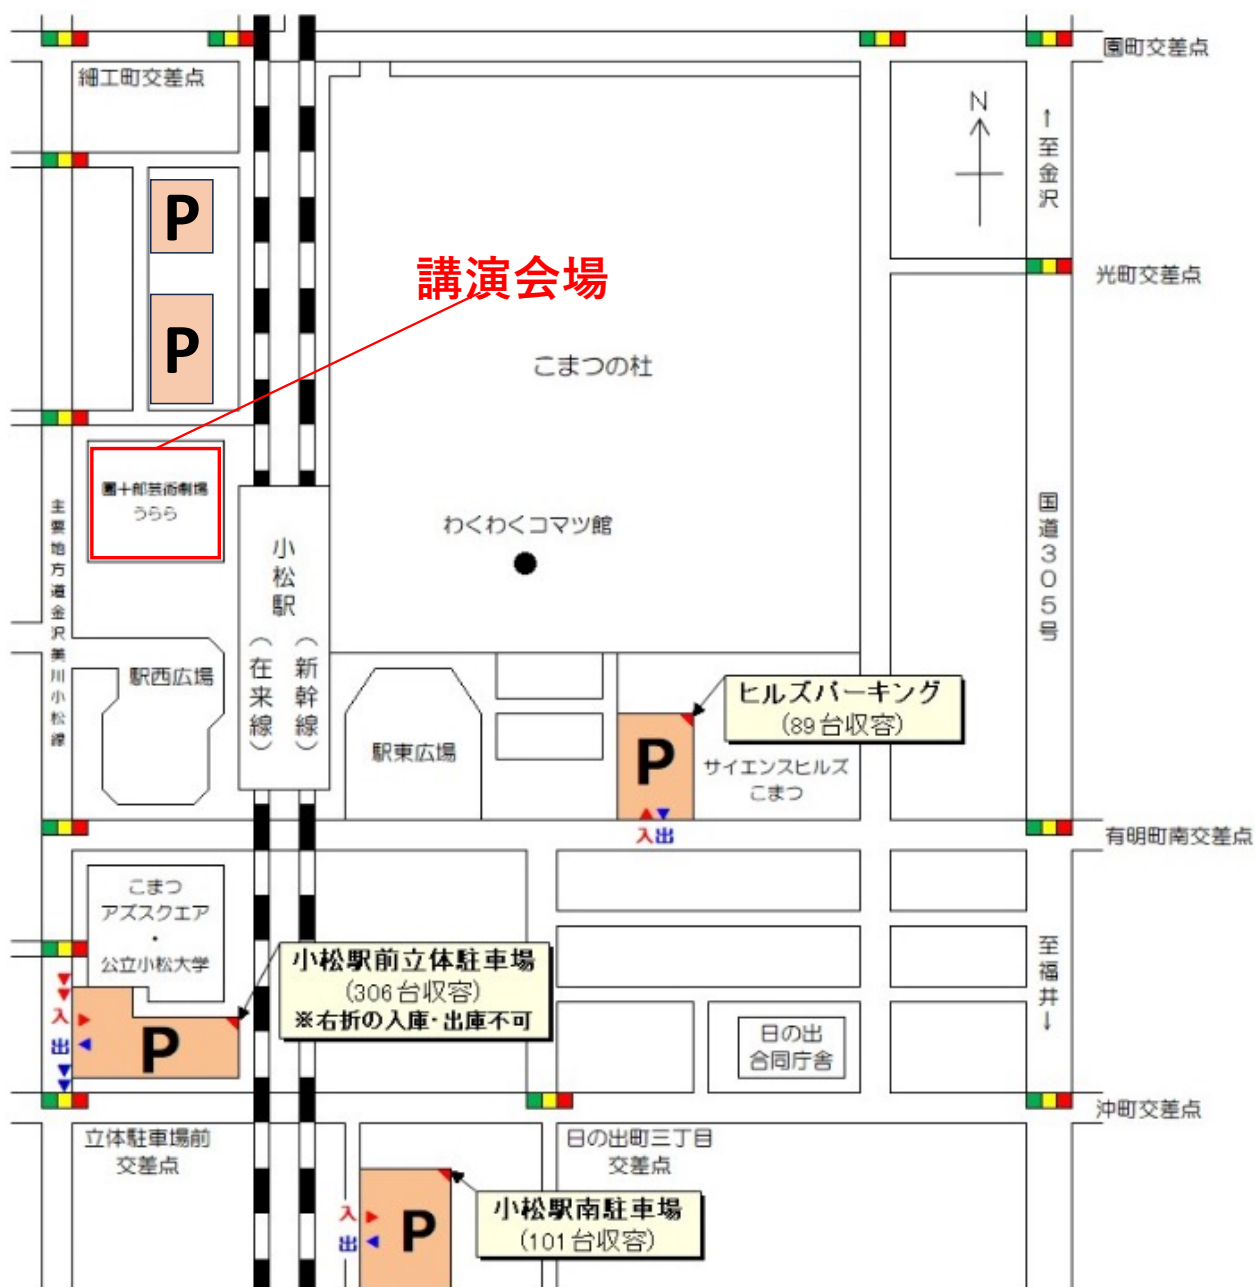 園町交差点
細工町交差点
N
↑至金沢
P
講演会場
光町交差点
P
こまつの杜
團十郎芸術劇場
うらら
主要地方道金沢美川小松線
わくわくコマツ館
国道305号
小松駅
(在来線)
(新幹線)
駅西広場
ヒルズパーキング
(89台収容)
駅東広場
P
サイエンスヒルズ
こまつ
入出
有明町南交差点
こまつ
アズスクエア
・
公立小松大学
小松駅前立体駐車場
(306台収容)
※右折の入庫・出庫不可
至福井↓
入
出
P
日の出
合同庁舎
沖町交差点
立体駐車場前
交差点
日の出町三丁目
交差点
小松駅南駐車場
(101台収容)
入
出
P